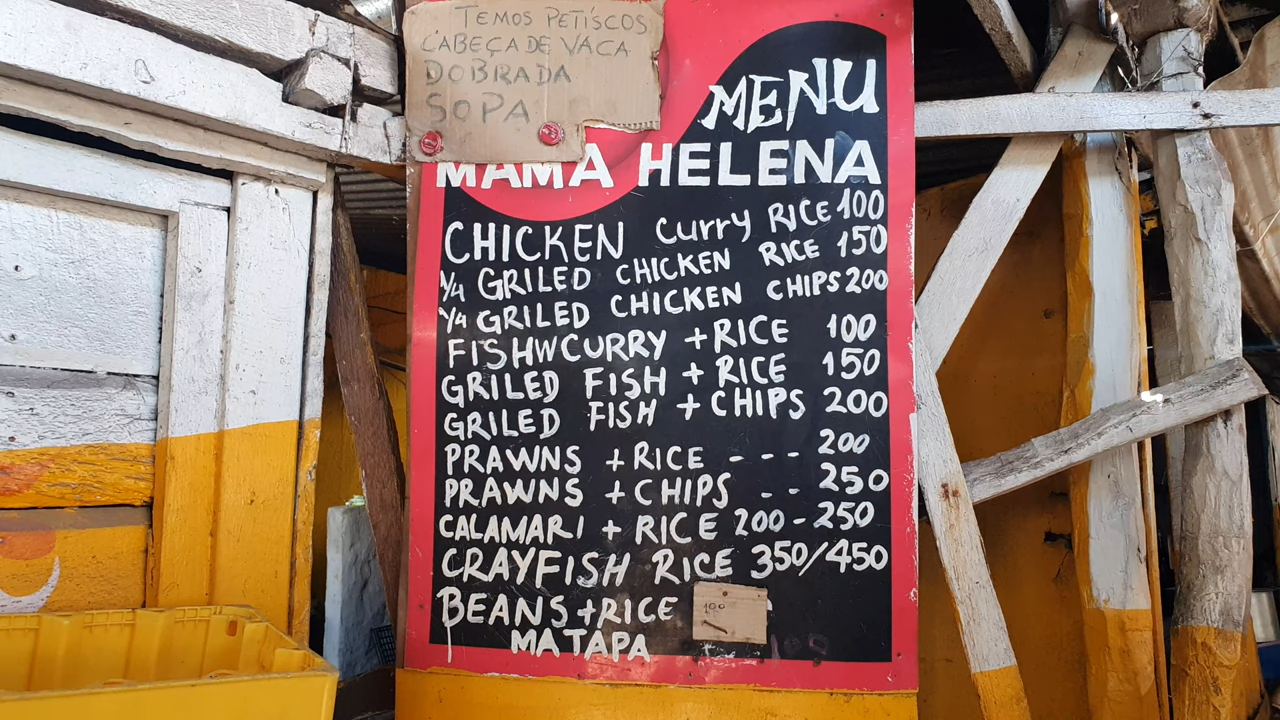 TEMOS PETISCOS
CABEÇA DE VACA
DOBRADA
SOPA
MENU
MAMA HELENA
CHICKEN Curry RICE 100
1/4 GRILED CHICKEN RICE 150
1/4 GRILED CHICKEN CHIPS 200
FISHWCURRY + RICE 100
GRILED FISH + RICE 150
GRILED FISH + CHIPS 200
PRAWNS + RICE - - - 200
PRAWNS + CHIPS - - 250
CALAMARI + RICE 200 - 250
CRAYFISH RICE 350/450
BEANS + RICE 100
MATAPA